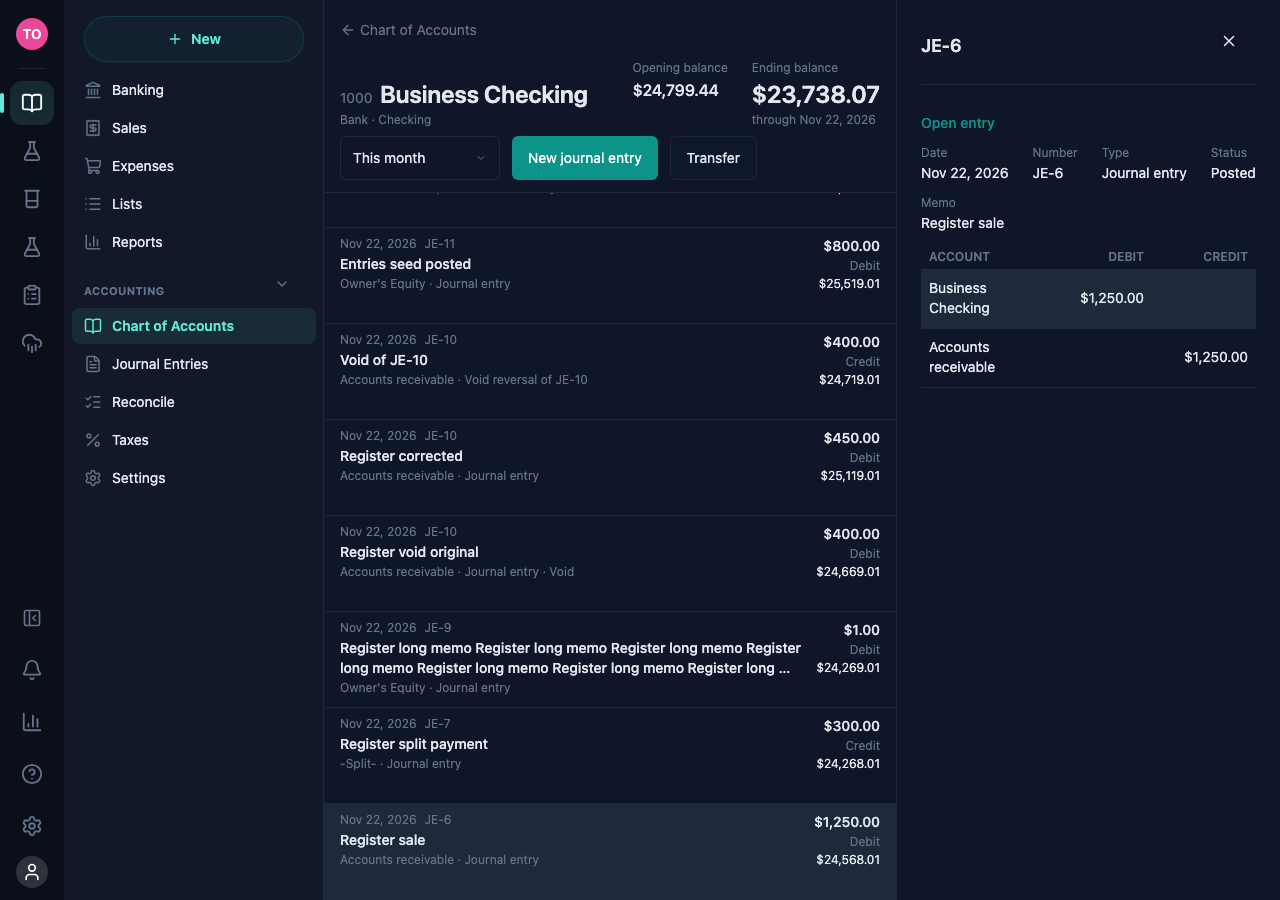 TO
New
Banking
Sales
Expenses
Lists
Reports
ACCOUNTING
Chart of Accounts
Journal Entries
Reconcile
Taxes
Settings
Chart of Accounts
1000 Business Checking
Bank · Checking
Opening balance
$24,799.44
Ending balance
$23,738.07
through Nov 22, 2026
This month
New journal entry
Transfer
Nov 22, 2026 JE-11
Entries seed posted
Owner's Equity · Journal entry
$800.00
Debit
$25,519.01
Nov 22, 2026 JE-10
Void of JE-10
Accounts receivable · Void reversal of JE-10
$400.00
Credit
$24,719.01
Nov 22, 2026 JE-10
Register corrected
Accounts receivable · Journal entry
$450.00
Debit
$25,119.01
Nov 22, 2026 JE-10
Register void original
Accounts receivable · Journal entry · Void
$400.00
Debit
$24,669.01
Nov 22, 2026 JE-9
Register long memo Register long memo Register long memo Register
long memo Register long memo Register long memo Register long ...
Owner's Equity · Journal entry
$1.00
Debit
$24,269.01
Nov 22, 2026 JE-7
Register split payment
-Split- · Journal entry
$300.00
Credit
$24,268.01
Nov 22, 2026 JE-6
Register sale
Accounts receivable · Journal entry
$1,250.00
Debit
$24,568.01
JE-6
Open entry
Date
Nov 22, 2026
Number
JE-6
Type
Journal entry
Status
Posted
Memo
Register sale
ACCOUNT DEBIT CREDIT
Business
Checking
$1,250.00
Accounts
receivable
$1,250.00